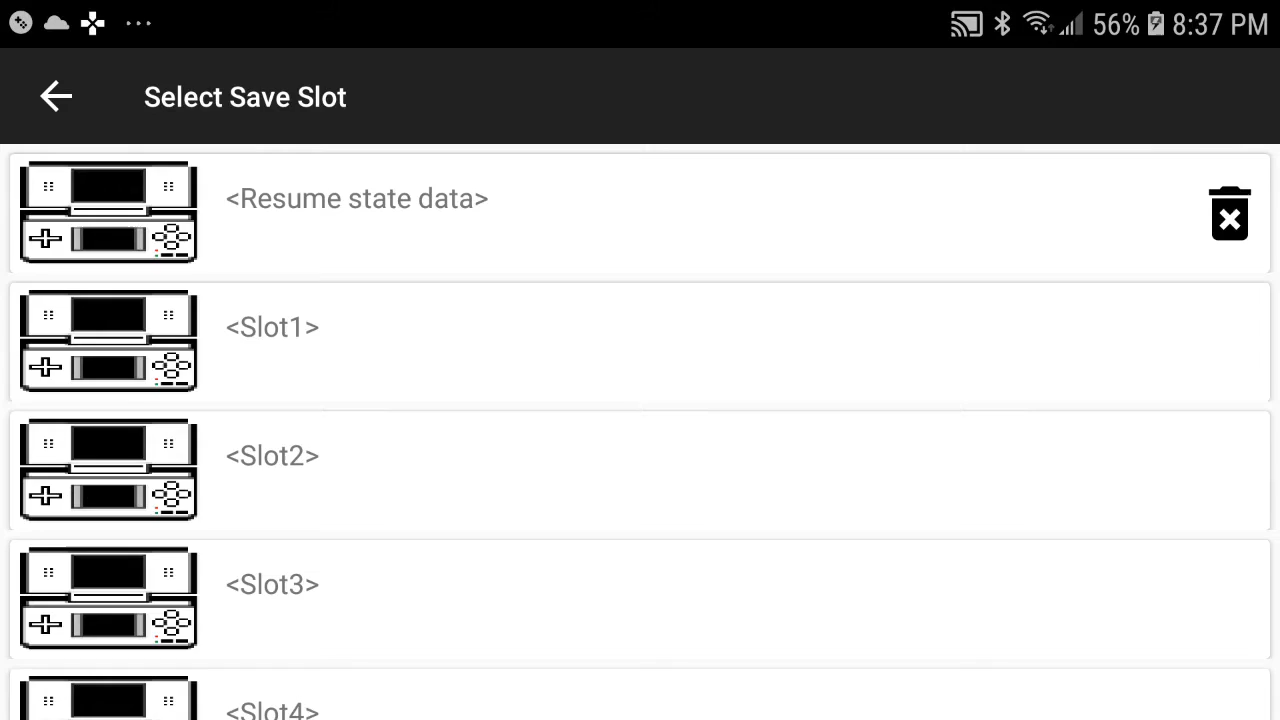 56% 8:37 PM
Select Save Slot
<Resume state data>
<Slot1>
<Slot2>
<Slot3>
<Slot4>